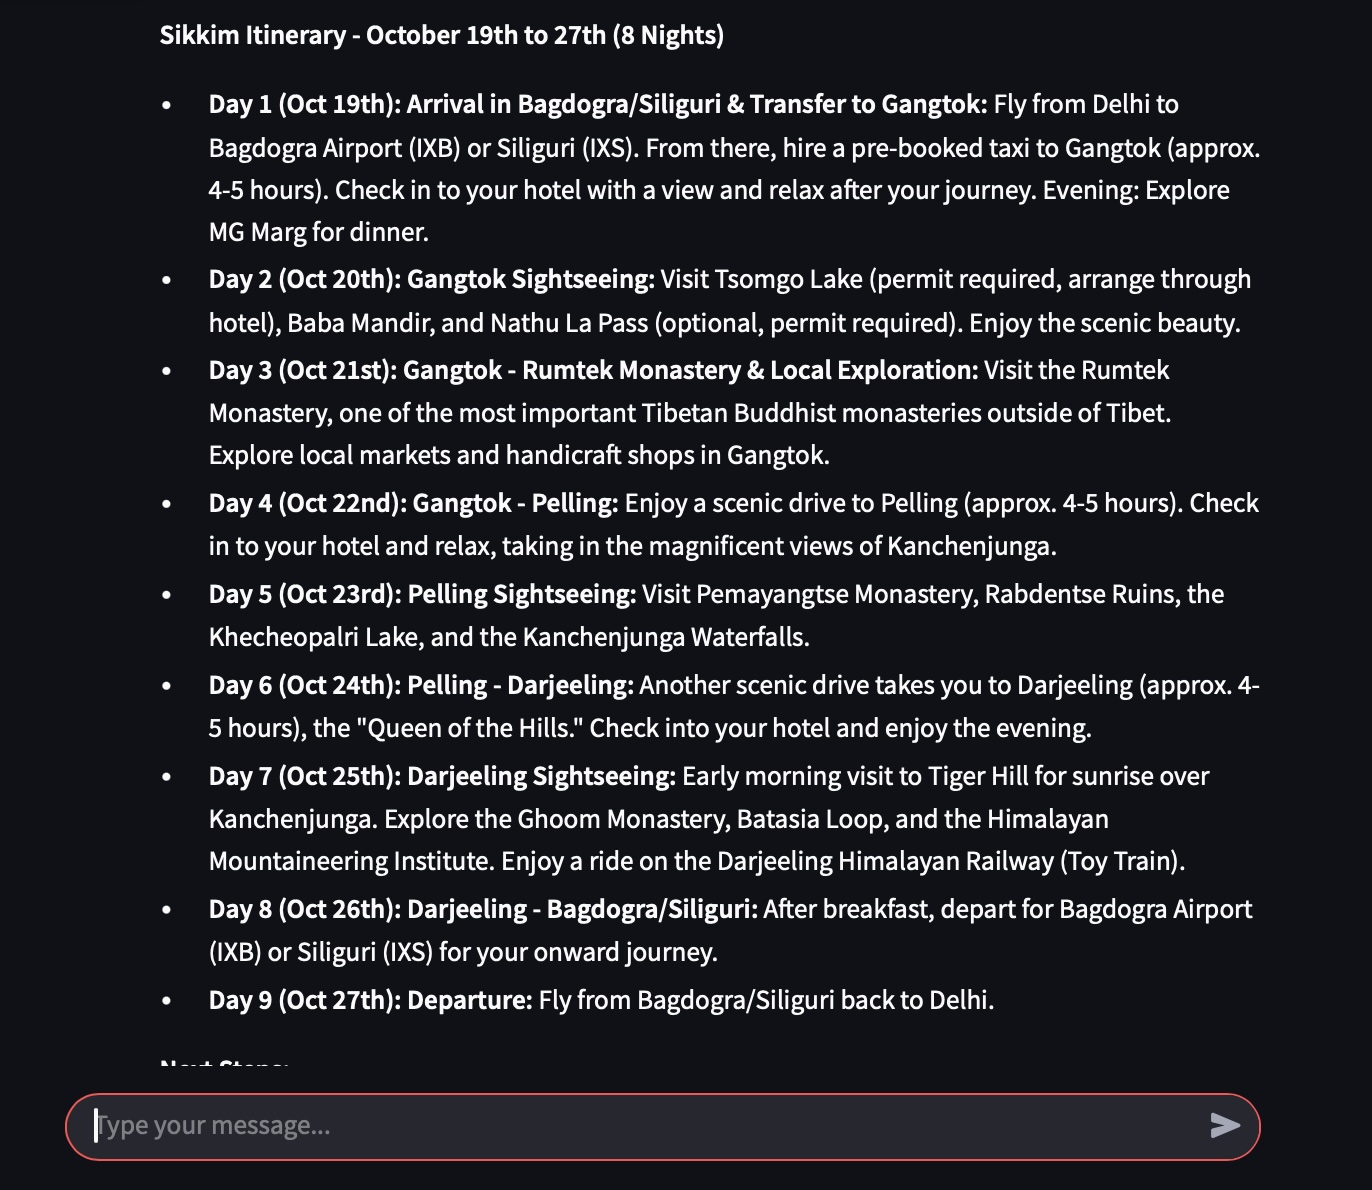 Sikkim Itinerary - October 19th to 27th (8 Nights)
• Day 1 (Oct 19th): Arrival in Bagdogra/Siliguri & Transfer to Gangtok: Fly from Delhi to
Bagdogra Airport (IXB) or Siliguri (IXS). From there, hire a pre-booked taxi to Gangtok (approx.
4-5 hours). Check in to your hotel with a view and relax after your journey. Evening: Explore
MG Marg for dinner.
• Day 2 (Oct 20th): Gangtok Sightseeing: Visit Tsomgo Lake (permit required, arrange through
hotel), Baba Mandir, and Nathu La Pass (optional, permit required). Enjoy the scenic beauty.
• Day 3 (Oct 21st): Gangtok - Rumtek Monastery & Local Exploration: Visit the Rumtek
Monastery, one of the most important Tibetan Buddhist monasteries outside of Tibet.
Explore local markets and handicraft shops in Gangtok.
• Day 4 (Oct 22nd): Gangtok - Pelling: Enjoy a scenic drive to Pelling (approx. 4-5 hours). Check
in to your hotel and relax, taking in the magnificent views of Kanchenjunga.
• Day 5 (Oct 23rd): Pelling Sightseeing: Visit Pemayangtse Monastery, Rabdentse Ruins, the
Khecheopalri Lake, and the Kanchenjunga Waterfalls.
• Day 6 (Oct 24th): Pelling - Darjeeling: Another scenic drive takes you to Darjeeling (approx. 4-
5 hours), the "Queen of the Hills." Check into your hotel and enjoy the evening.
• Day 7 (Oct 25th): Darjeeling Sightseeing: Early morning visit to Tiger Hill for sunrise over
Kanchenjunga. Explore the Ghoom Monastery, Batasia Loop, and the Himalayan
Mountaineering Institute. Enjoy a ride on the Darjeeling Himalayan Railway (Toy Train).
• Day 8 (Oct 26th): Darjeeling - Bagdogra/Siliguri: After breakfast, depart for Bagdogra Airport
(IXB) or Siliguri (IXS) for your onward journey.
• Day 9 (Oct 27th): Departure: Fly from Bagdogra/Siliguri back to Delhi.
Next Steps:
Type your message...